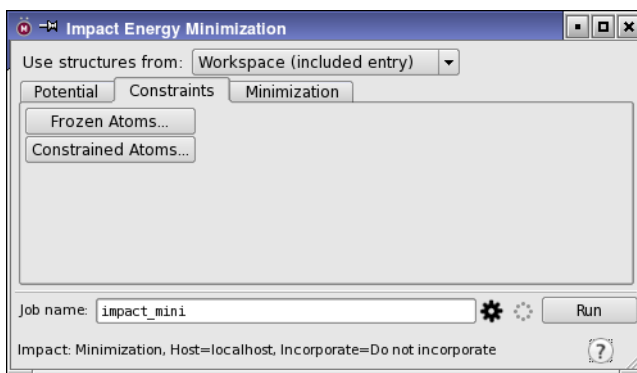 Impact Energy Minimization
Use structures from: Workspace (included entry)
Potential Constraints Minimization
Frozen Atoms...
Constrained Atoms...
Job name: impact_mini Run
Impact: Minimization, Host=localhost, Incorporate=Do not incorporate ?